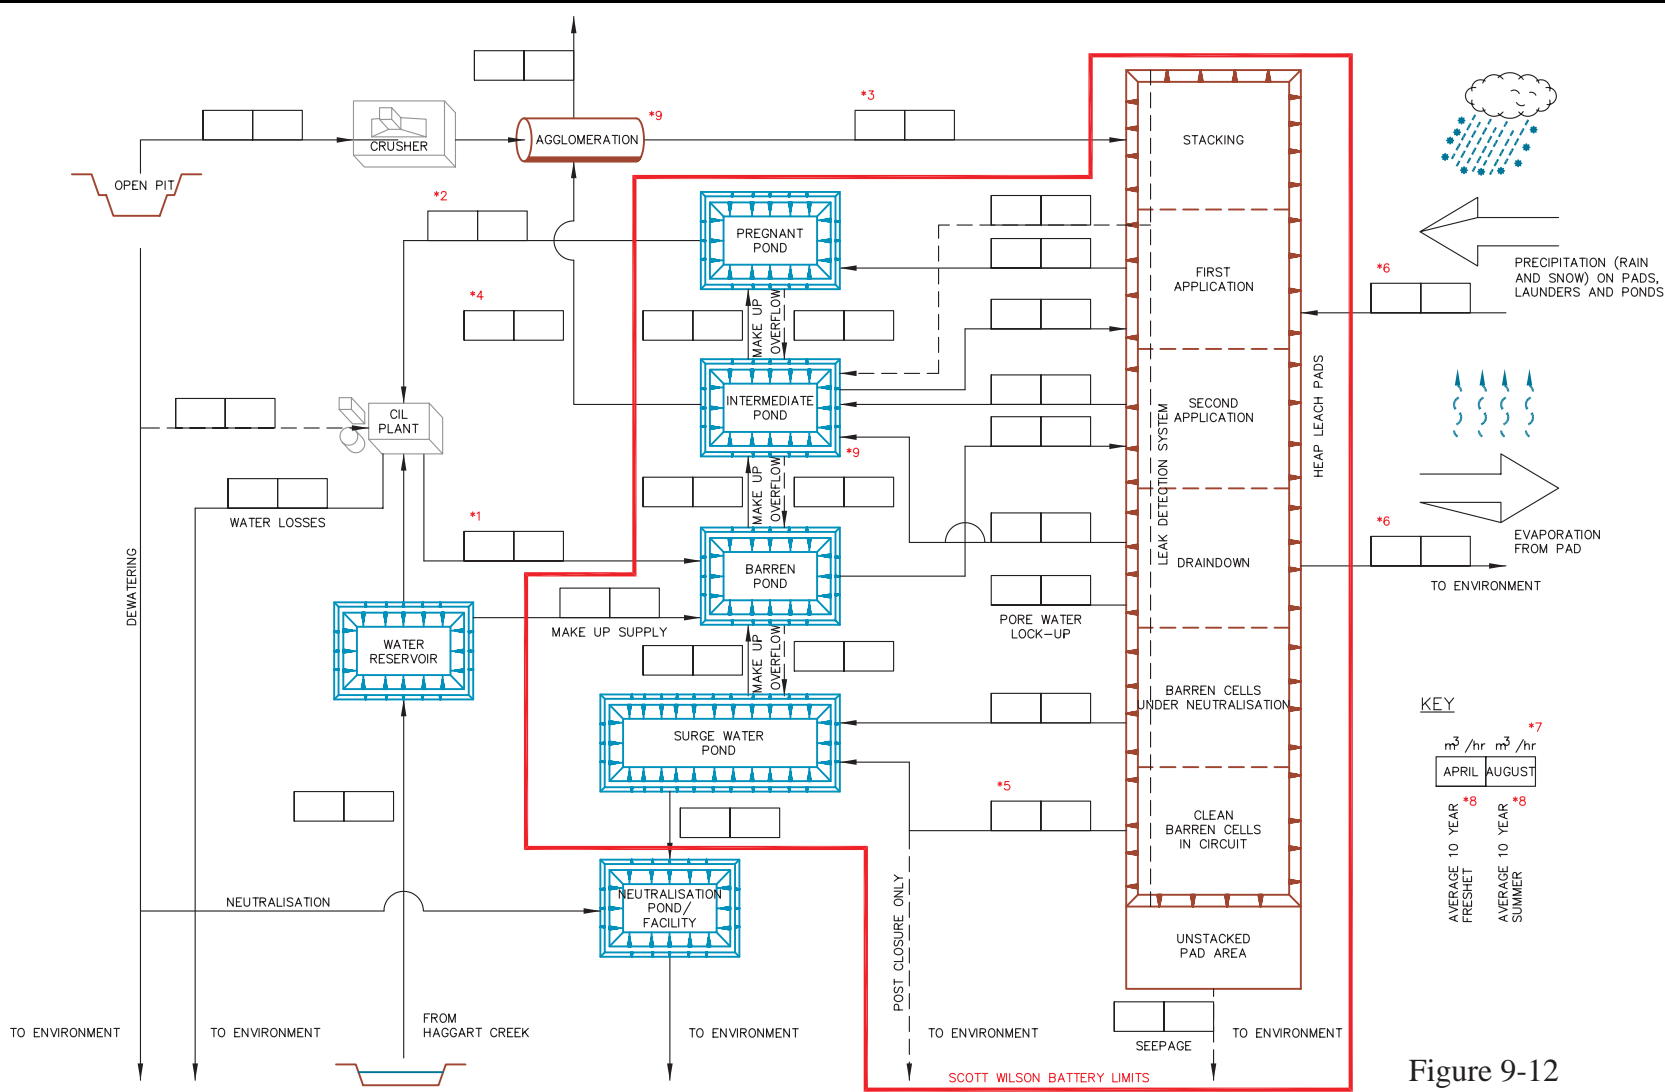 *9
*3
AGGLOMERATION
CRUSHER
OPEN PIT
STACKING
*2
PREGNANT
POND
FIRST
APPLICATION
PRECIPITATION (RAIN
AND SNOW) ON PADS,
LAUNDERS AND PONDS
*6
*4
MAKE UP
OVERFLOW
HEAP LEACH PADS
INTERMEDIATE
POND
SECOND
APPLICATION
CIL
PLANT
LEAK DETECTION SYSTEM
*9
MAKE UP
OVERFLOW
WATER LOSSES
*1
*6
EVAPORATION
FROM PAD
BARREN
POND
DRAINDOWN
TO ENVIRONMENT
DEWATERING
MAKE UP SUPPLY
PORE WATER
LOCK-UP
WATER
RESERVOIR
MAKE UP
OVERFLOW
BARREN CELLS
UNDER NEUTRALISATION
SURGE WATER
POND
KEY
*7
m³/hr m³/hr
APRIL AUGUST
*8 *8
AVERAGE 10 YEAR
FRESHET
AVERAGE 10 YEAR
SUMMER
*5
CLEAN
BARREN CELLS
IN CIRCUIT
NEUTRALISATION
NEUTRALISATION
POND/
FACILITY
POST CLOSURE ONLY
UNSTACKED
PAD AREA
TO ENVIRONMENT
TO ENVIRONMENT
FROM
HAGGART CREEK
TO ENVIRONMENT
TO ENVIRONMENT
SEEPAGE
TO ENVIRONMENT
SCOTT WILSON BATTERY LIMITS
Figure 9-12